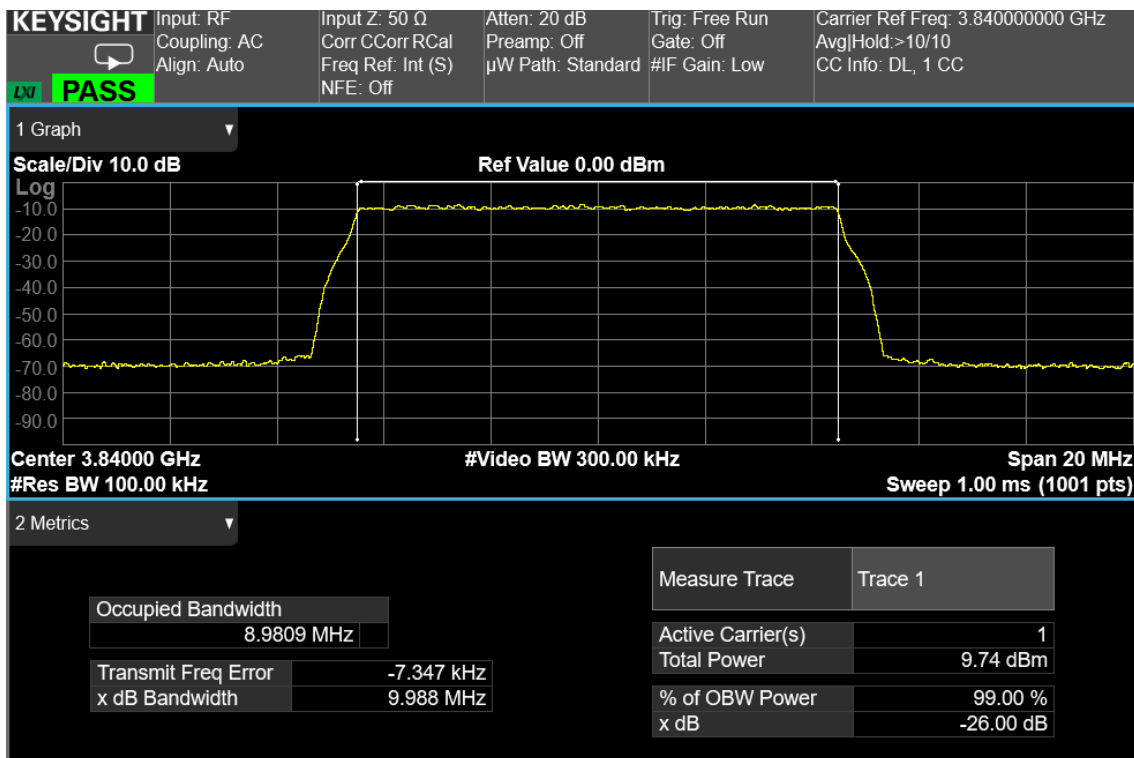 KEYSIGHT Input: RF Input Z: 50 Ω Atten: 20 dB Trig: Free Run Carrier Ref Freq: 3.840000000 GHz
Coupling: AC Corr CCorr RCal Preamp: Off Gate: Off Avg|Hold:>10/10
Align: Auto Freq Ref: Int (S) µW Path: Standard #IF Gain: Low CC Info: DL, 1 CC
LXI PASS NFE: Off
1 Graph
Scale/Div 10.0 dB Ref Value 0.00 dBm
Log
-10.0
-20.0
-30.0
-40.0
-50.0
-60.0
-70.0
-80.0
-90.0
Center 3.84000 GHz #Video BW 300.00 kHz Span 20 MHz
#Res BW 100.00 kHz Sweep 1.00 ms (1001 pts)
2 Metrics
Measure Trace Trace 1
Occupied Bandwidth
8.9809 MHz
Active Carrier(s) 1
Total Power 9.74 dBm
Transmit Freq Error -7.347 kHz
x dB Bandwidth 9.988 MHz
% of OBW Power 99.00 %
x dB -26.00 dB